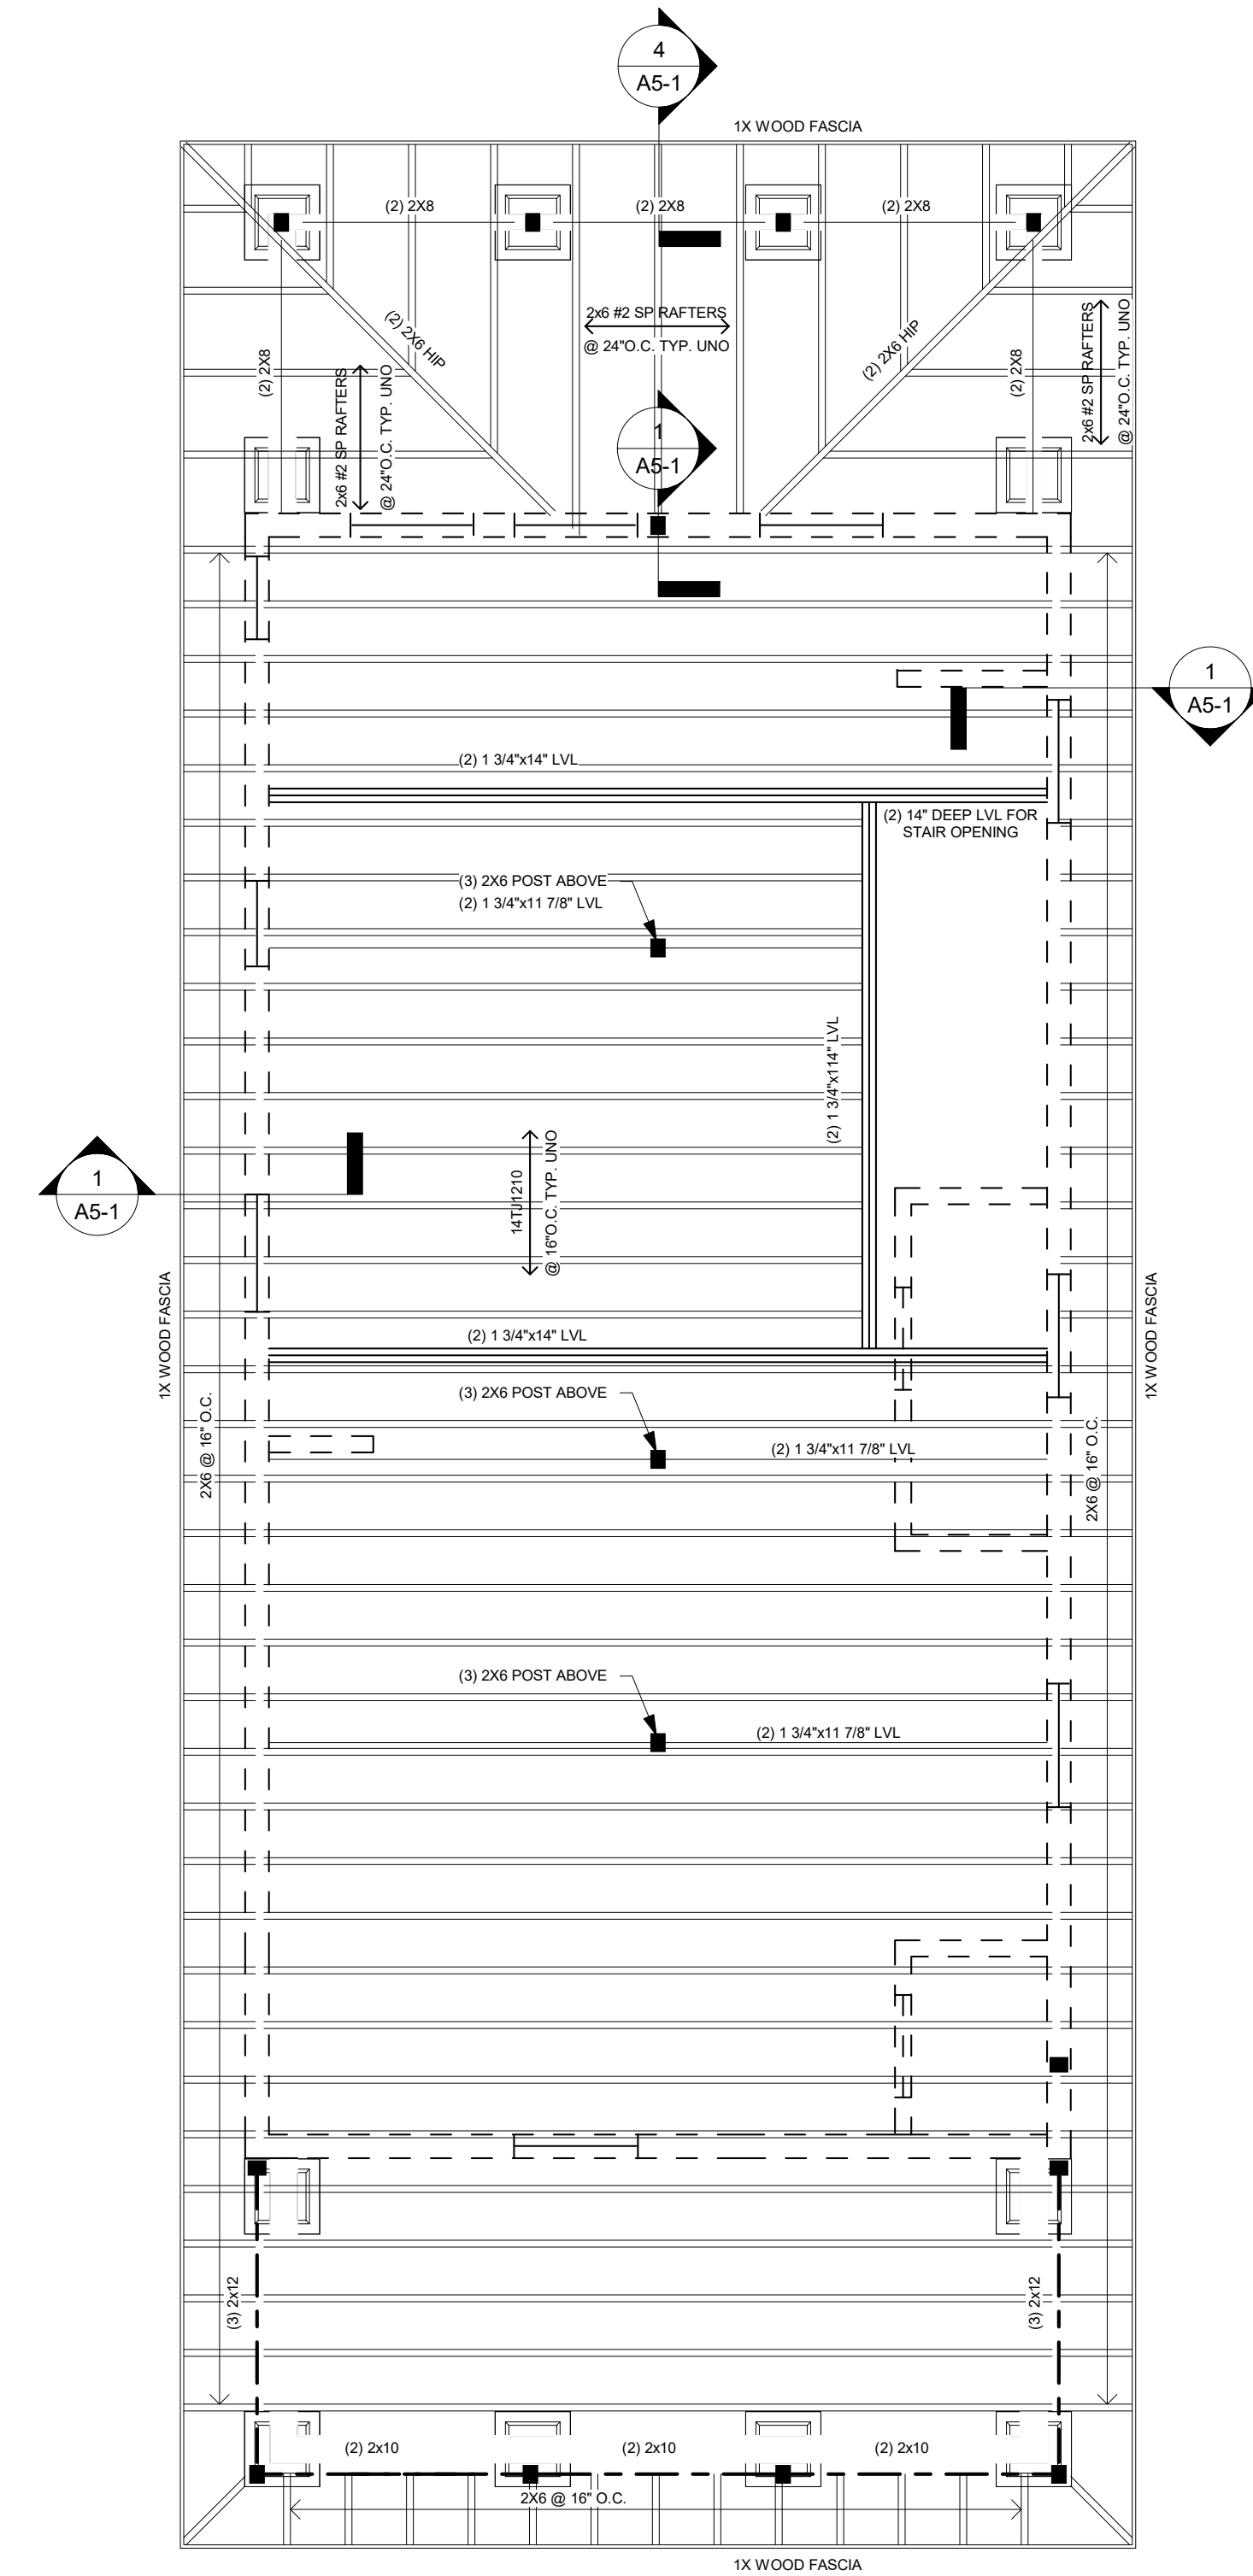 4
A5-1
1X WOOD FASCIA
(2) 2X8
(2) 2X8
(2) 2X8
(2) 2X6 HIP
2x6 #2 SP RAFTERS
@ 24"O.C. TYP. UNO
(2) 2X6 HIP
(2) 2X8
2x6 #2 SP RAFTERS
@ 24"O.C. TYP. UNO
(2) 2X8
2x6 #2 SP RAFTERS
@ 24"O.C. TYP. UNO
1
A5-1
1
A5-1
(2) 1 3/4"x14" LVL
(2) 14" DEEP LVL FOR
STAIR OPENING
(3) 2X6 POST ABOVE
(2) 1 3/4"x11 7/8" LVL
(2) 1 3/4"x114" LVL
14TJ1210
@ 16"O.C. TYP. UNO
1
A5-1
1X WOOD FASCIA
1X WOOD FASCIA
(2) 1 3/4"x14" LVL
(3) 2X6 POST ABOVE
2X6 @ 16" O.C.
(2) 1 3/4"x11 7/8" LVL
2X6 @ 16" O.C.
(3) 2X6 POST ABOVE
(2) 1 3/4"x11 7/8" LVL
(3) 2x12
(3) 2x12
(2) 2x10
(2) 2x10
(2) 2x10
2X6 @ 16" O.C.
1X WOOD FASCIA